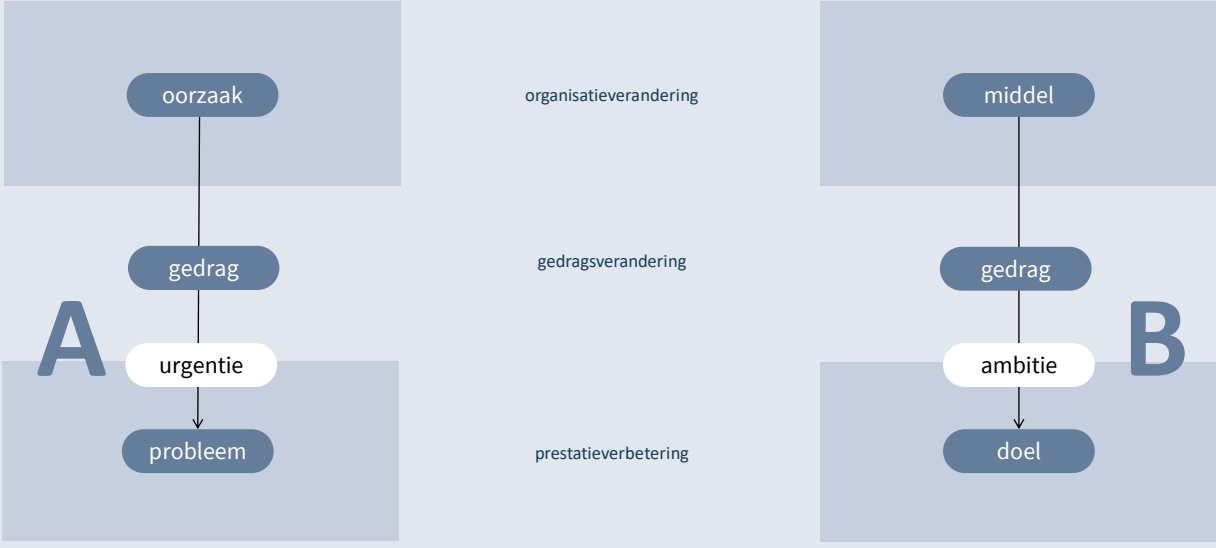 oorzaak
organisatieverandering
middel
gedrag
gedragsverandering
gedrag
A
B
urgentie
ambitie
probleem
prestatieverbetering
doel